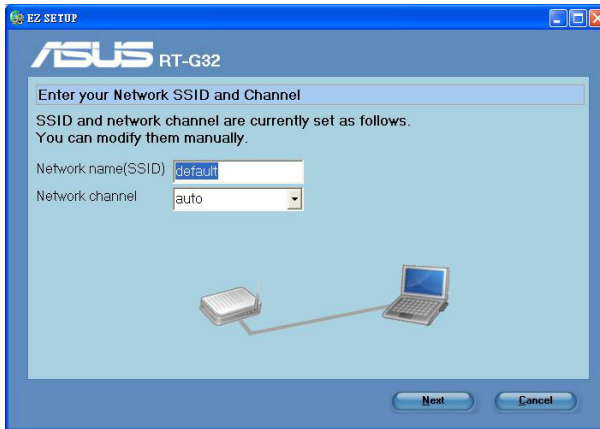 EZ SETUP
ASUS RT-G32
Enter your Network SSID and Channel
SSID and network channel are currently set as follows.
You can modify them manually.
Network name(SSID) default
Network channel auto
Next Cancel